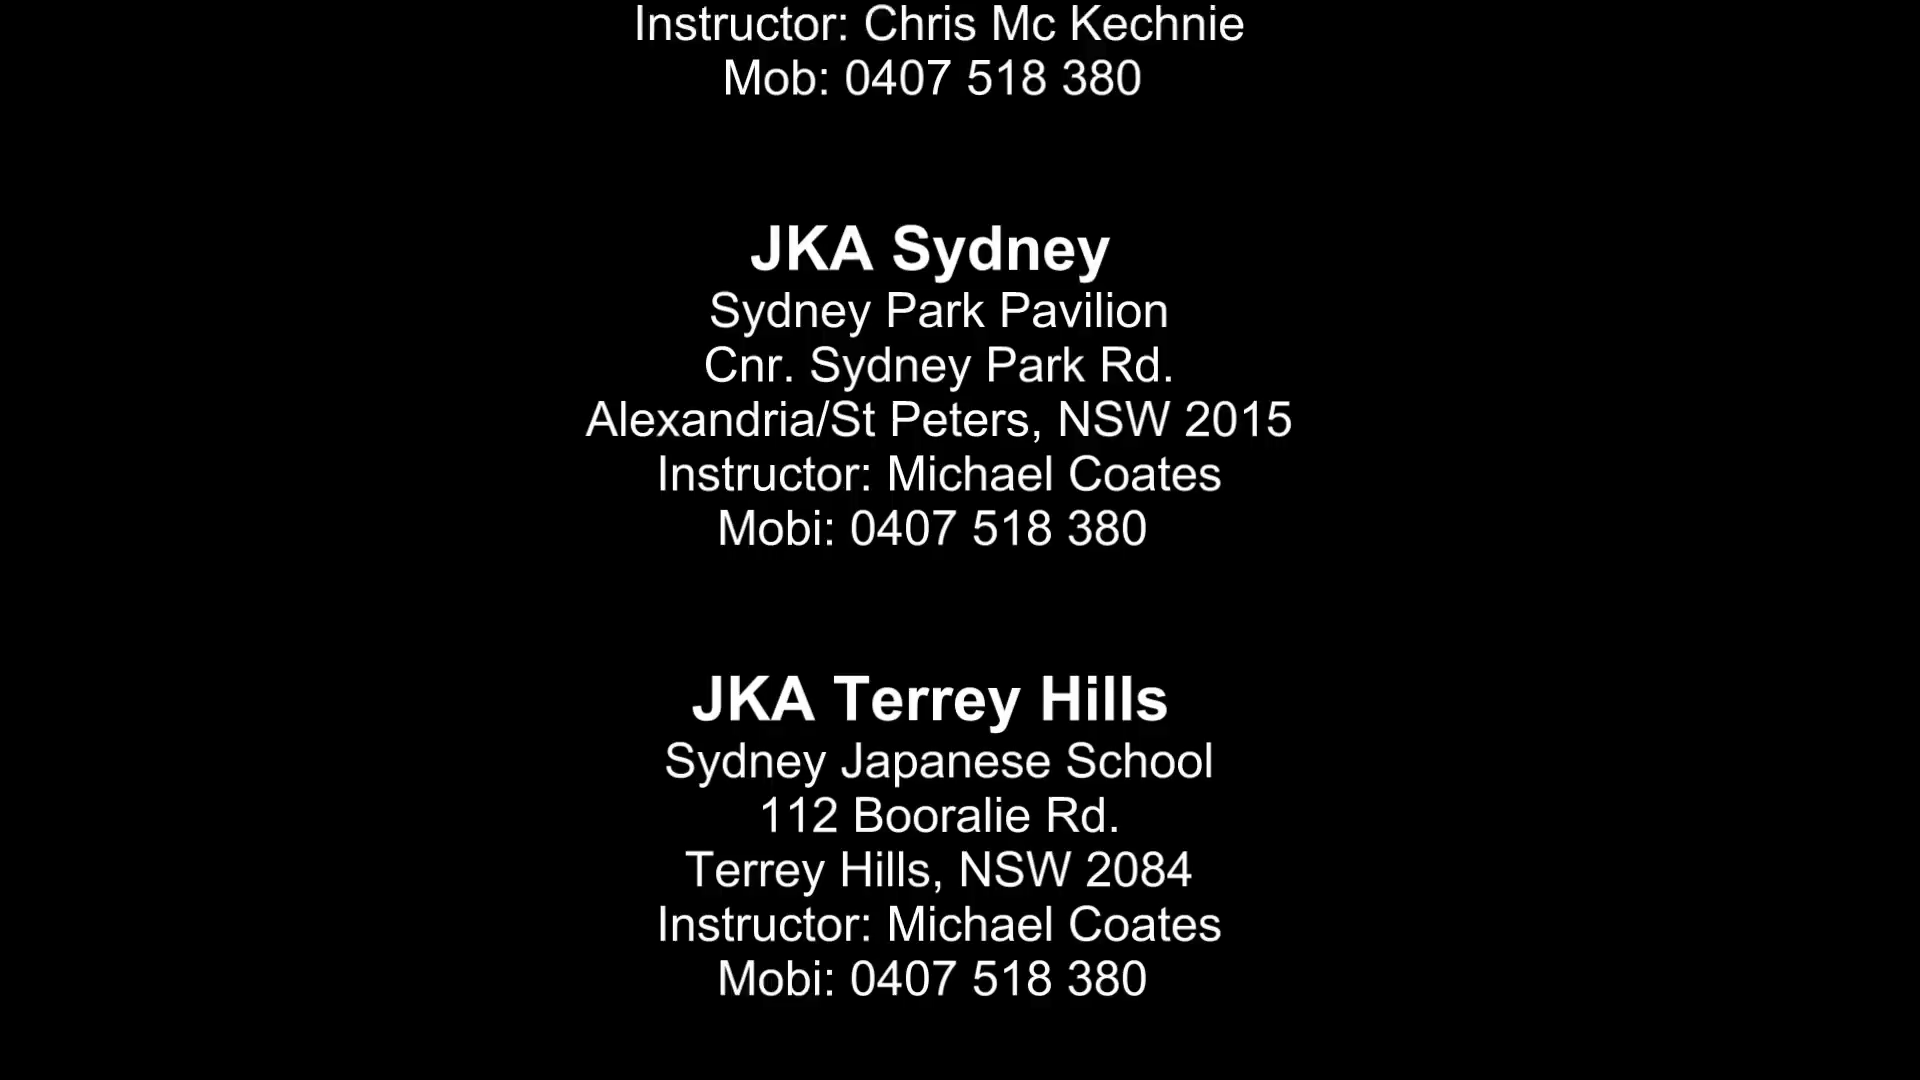 Instructor: Chris Mc Kechnie
Mob: 0407 518 380
JKA Sydney
Sydney Park Pavilion
Cnr. Sydney Park Rd.
Alexandria/St Peters, NSW 2015
Instructor: Michael Coates
Mobi: 0407 518 380
JKA Terrey Hills
Sydney Japanese School
112 Booralie Rd.
Terrey Hills, NSW 2084
Instructor: Michael Coates
Mobi: 0407 518 380